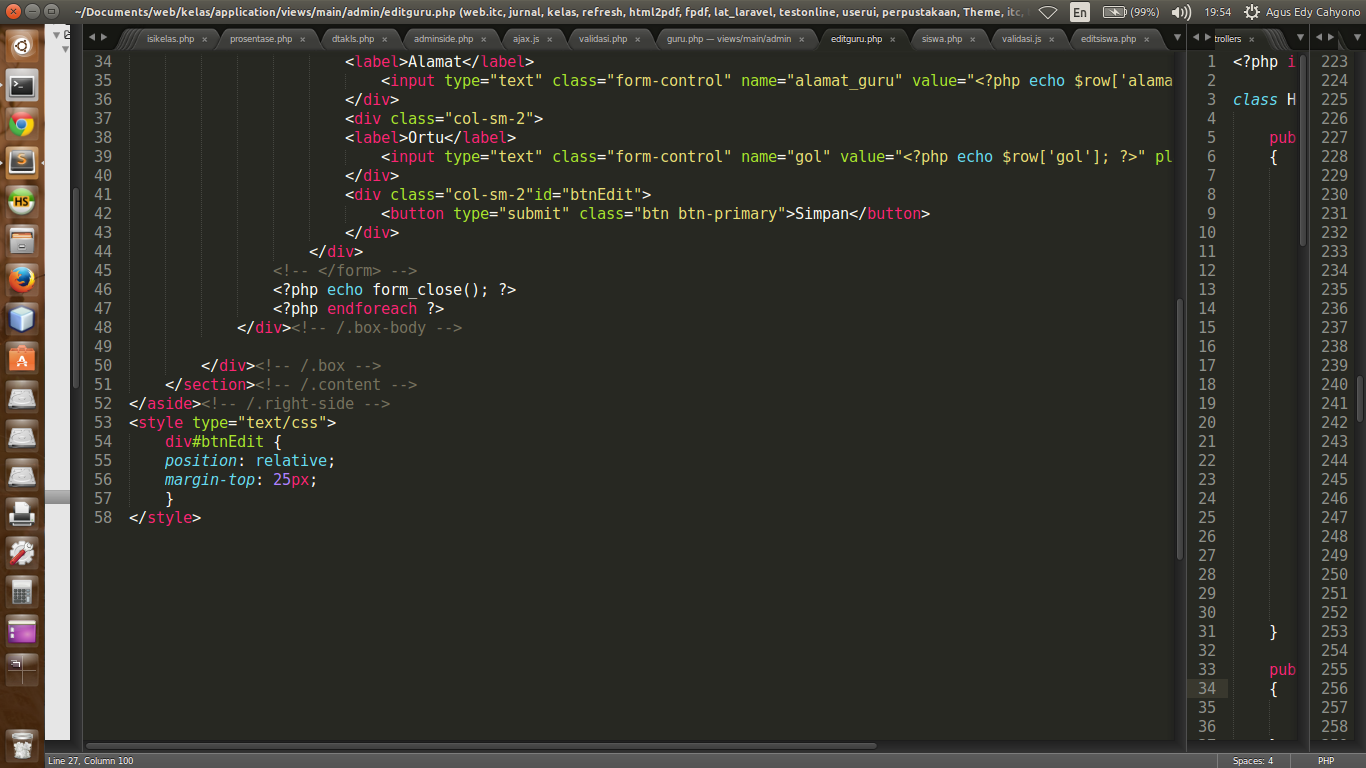 ~/Documents/web/kelas/application/views/main/admin/editguru.php (web.itc, jurnal, kelas, refresh, html2pdf, fpdf, lat_laravel, testonline, userui, perpustakaan, Theme, itc,
En (99%) 19:54 Agus Edy Cahyono
isikelas.php × prosentase.php × dtakls.php × adminside.php × ajax.js × validasi.php × guru.php — views/main/admin × editguru.php × siswa.php × validasi.js × editsiswa.php × trollers ×
34 <label>Alamat</label>
35 <input type="text" class="form-control" name="alamat_guru" value="<?php echo $row['alama
36 </div>
37 <div class="col-sm-2">
38 <label>Ortu</label>
39 <input type="text" class="form-control" name="gol" value="<?php echo $row['gol']; ?>" pl
40 </div>
41 <div class="col-sm-2"id="btnEdit">
42 <button type="submit" class="btn btn-primary">Simpan</button>
43 </div>
44 </div>
45 <!-- </form> -->
46 <?php echo form_close(); ?>
47 <?php endforeach ?>
48 </div><!-- /.box-body -->
49
50 </div><!-- /.box -->
51 </section><!-- /.content -->
52 </aside><!-- /.right-side -->
53 <style type="text/css">
54 div#btnEdit {
55 position: relative;
56 margin-top: 25px;
57 }
58 </style>
1 <?php i
2
3 class H
4
5 pub
6 {
7
8
9
10
11
12
13
14
15
16
17
18
19
20
21
22
23
24
25
26
27
28
29
30
31 }
32
33 pub
34 {
35
36
223
224
225
226
227
228
229
230
231
232
233
234
235
236
237
238
239
240
241
242
243
244
245
246
247
248
249
250
251
252
253
254
255
256
257
258
Line 27, Column 100 Spaces: 4 PHP